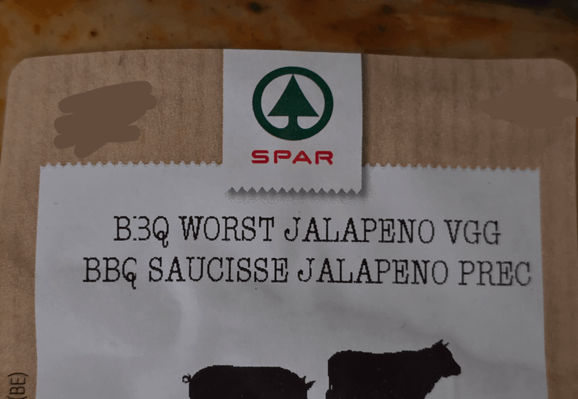 SPAR
BBQ WORST JALAPENO VGG
BBQ SAUCISSE JALAPENO PREC
(BE)